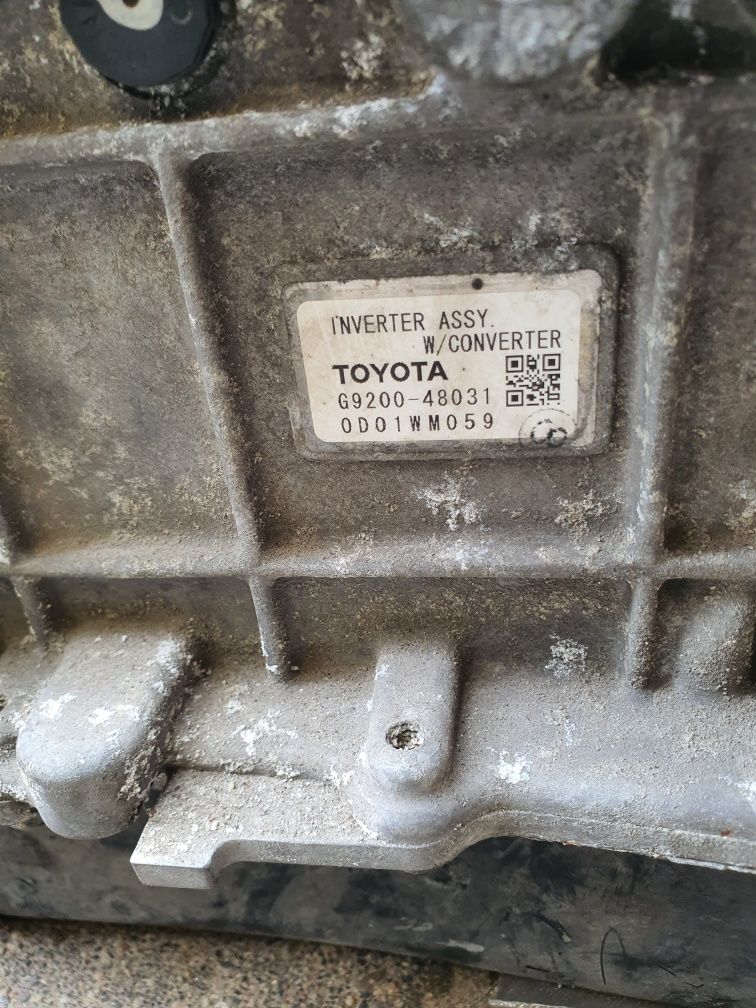 INVERTER ASSY.
W/CONVERTER
TOYOTA
G9200-48031
0D01WM059